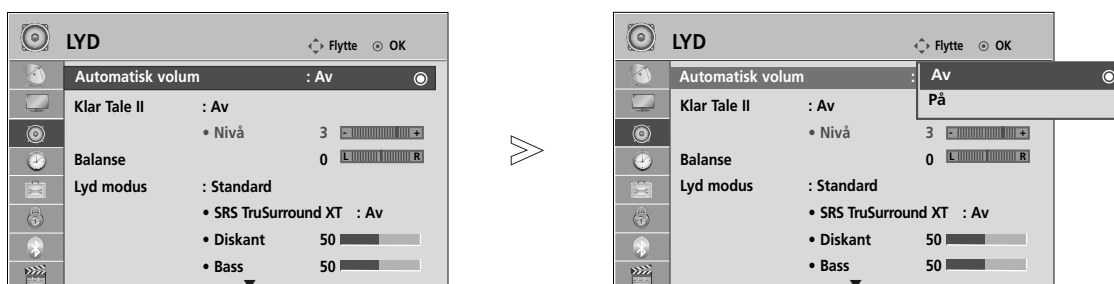 LYD Flytte OK
Automatisk volum : Av
Klar Tale II : Av
• Nivå 3 - +
Balanse 0 L R
Lyd modus : Standard
• SRS TruSurround XT : Av
• Diskant 50
• Bass 50
>
LYD Flytte OK
Automatisk volum : Av
På
Klar Tale II : Av
• Nivå 3 - +
Balanse 0 L R
Lyd modus : Standard
• SRS TruSurround XT : Av
• Diskant 50
• Bass 50